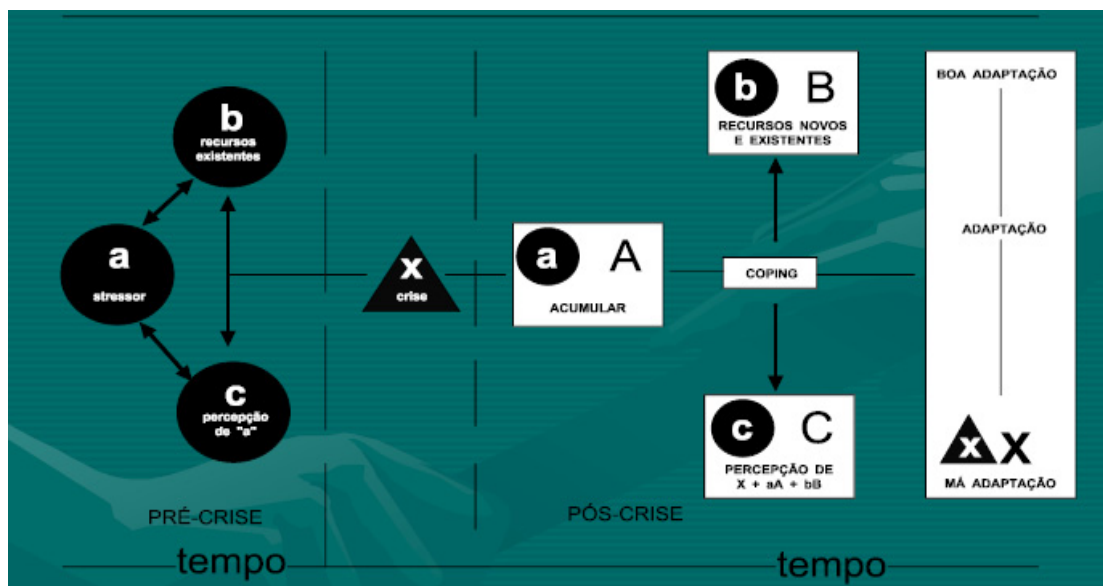 b
recursos
existentes
a
stressor
c
percepção
de "a"
PRÉ-CRISE
tempo
x
crise
a A
ACUMULAR
b B
RECURSOS NOVOS
E EXISTENTES
COPING
c C
PERCEPÇÃO DE
X + aA + bB
PÓS-CRISE
BOA ADAPTAÇÃO
ADAPTAÇÃO
x X
MÁ ADAPTAÇÃO
tempo